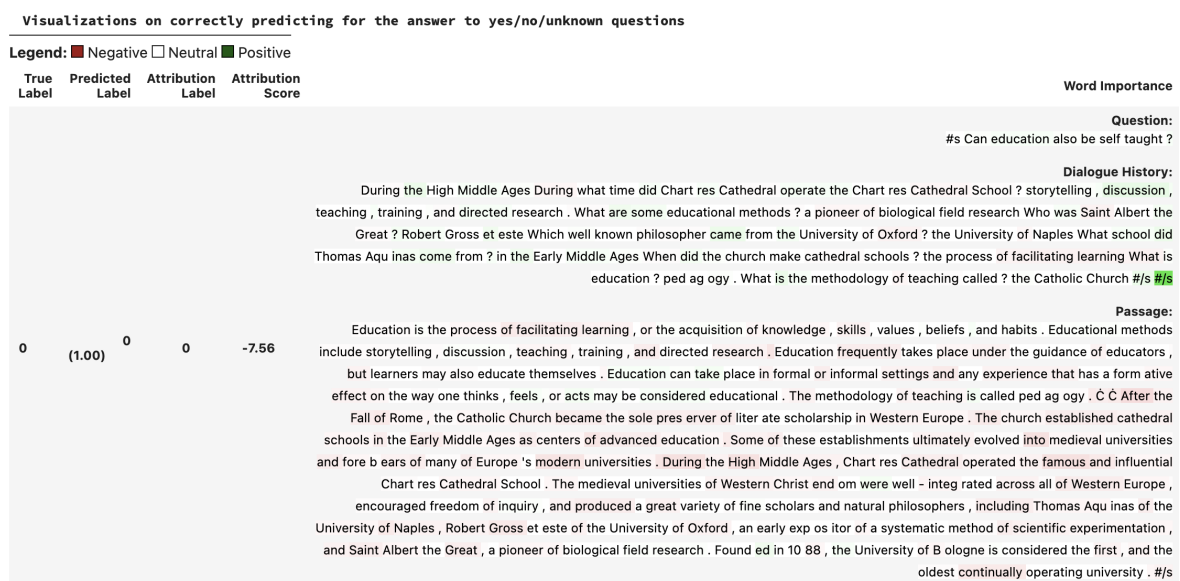 Visualizations on correctly predicting for the answer to yes/no/unknown questions
Legend: Negative Neutral Positive
True Label Predicted Label Attribution Label Attribution Score Word Importance
Question:
#s Can education also be self taught ?
Dialogue History:
During the High Middle Ages During what time did Chart res Cathedral operate the Chart res Cathedral School ? storytelling , discussion ,
teaching , training , and directed research . What are some educational methods ? a pioneer of biological field research Who was Saint Albert the
Great ? Robert Gross et este Which well known philosopher came from the University of Oxford ? the University of Naples What school did
Thomas Aqu inas come from ? in the Early Middle Ages When did the church make cathedral schools ? the process of facilitating learning What is
education ? ped ag ogy . What is the methodology of teaching called ? the Catholic Church #/s #/s
Passage:
0 0 (1.00) 0 -7.56
Education is the process of facilitating learning , or the acquisition of knowledge , skills , values , beliefs , and habits . Educational methods
include storytelling , discussion , teaching , training , and directed research . Education frequently takes place under the guidance of educators ,
but learners may also educate themselves . Education can take place in formal or informal settings and any experience that has a form ative
effect on the way one thinks , feels , or acts may be considered educational . The methodology of teaching is called ped ag ogy . Ċ Ċ After the
Fall of Rome , the Catholic Church became the sole pres erver of liter ate scholarship in Western Europe . The church established cathedral
schools in the Early Middle Ages as centers of advanced education . Some of these establishments ultimately evolved into medieval universities
and fore b ears of many of Europe 's modern universities . During the High Middle Ages , Chart res Cathedral operated the famous and influential
Chart res Cathedral School . The medieval universities of Western Christ end om were well - integ rated across all of Western Europe ,
encouraged freedom of inquiry , and produced a great variety of fine scholars and natural philosophers , including Thomas Aqu inas of the
University of Naples , Robert Gross et este of the University of Oxford , an early exp os itor of a systematic method of scientific experimentation ,
and Saint Albert the Great , a pioneer of biological field research . Found ed in 10 88 , the University of B ologne is considered the first , and the
oldest continually operating university . #/s